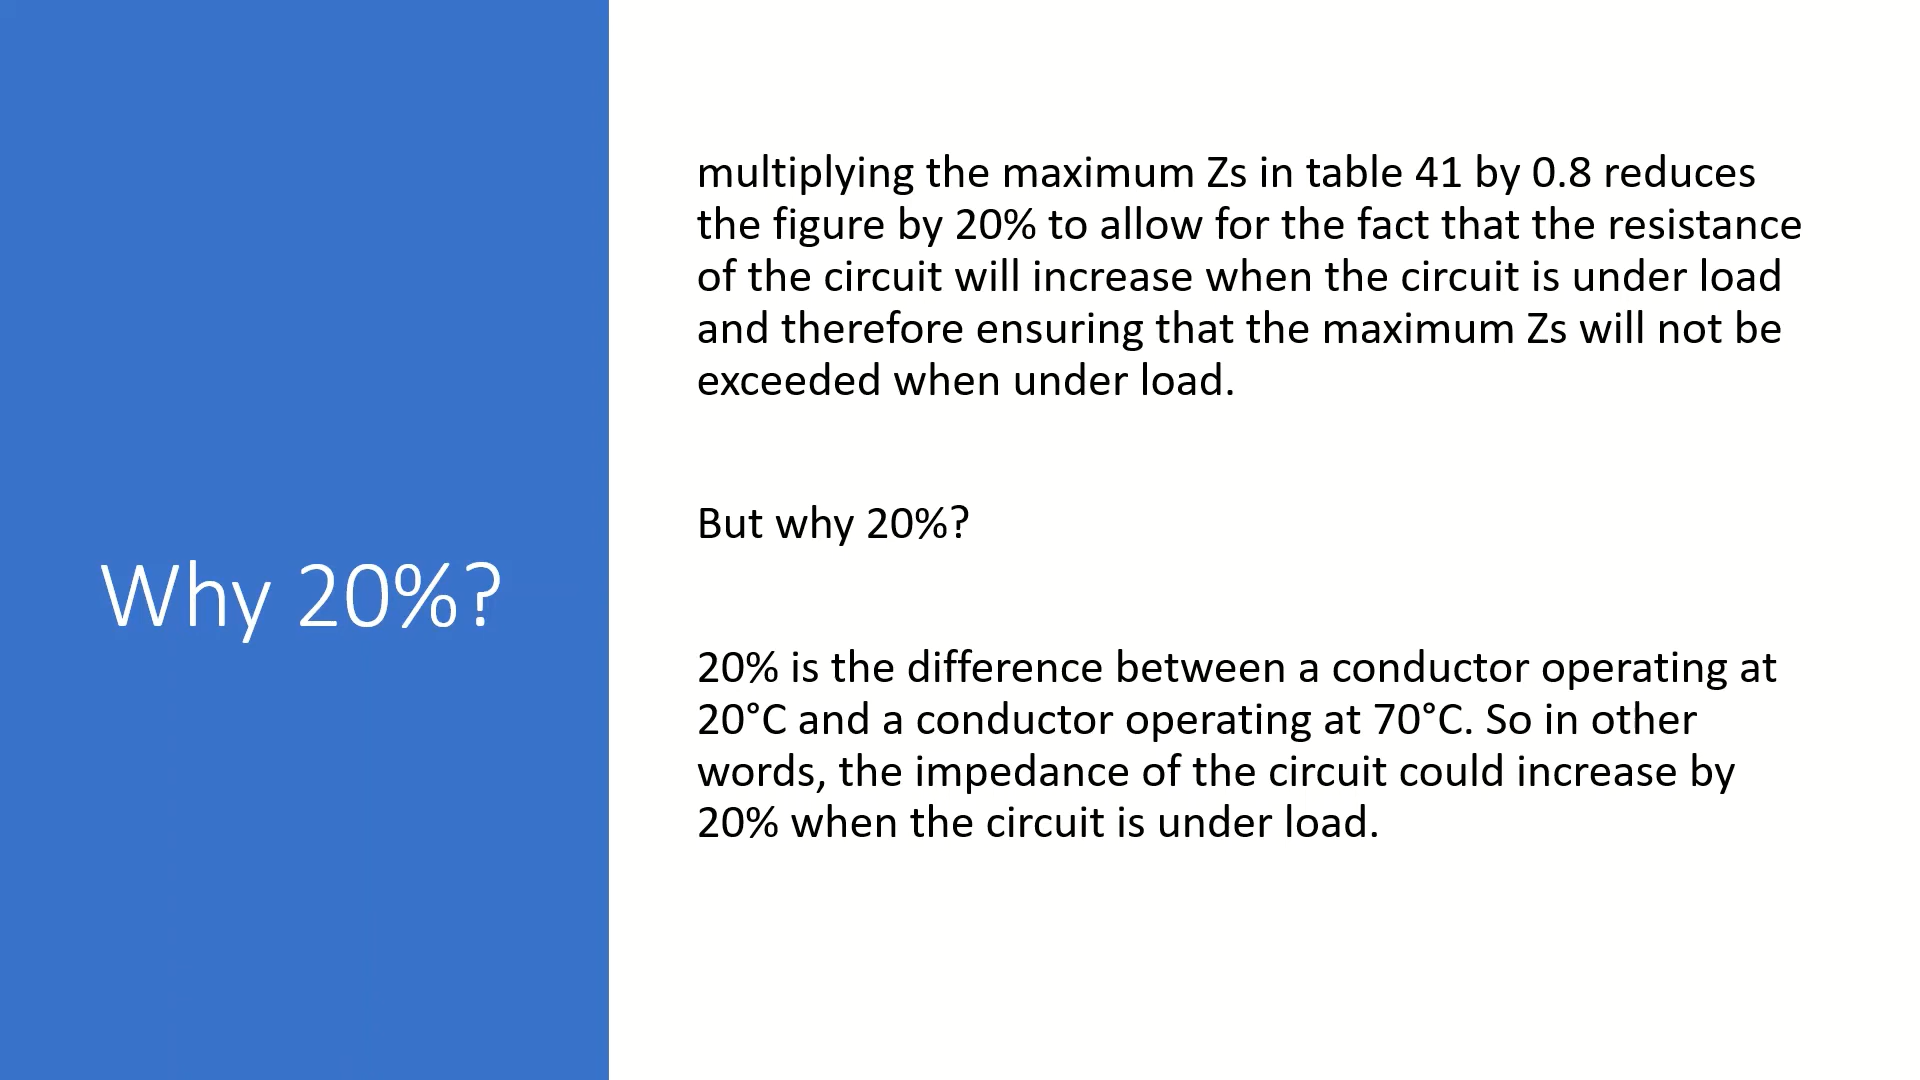 Why 20%?
multiplying the maximum Zs in table 41 by 0.8 reduces
the figure by 20% to allow for the fact that the resistance
of the circuit will increase when the circuit is under load
and therefore ensuring that the maximum Zs will not be
exceeded when under load.
But why 20%?
20% is the difference between a conductor operating at
20°C and a conductor operating at 70°C. So in other
words, the impedance of the circuit could increase by
20% when the circuit is under load.